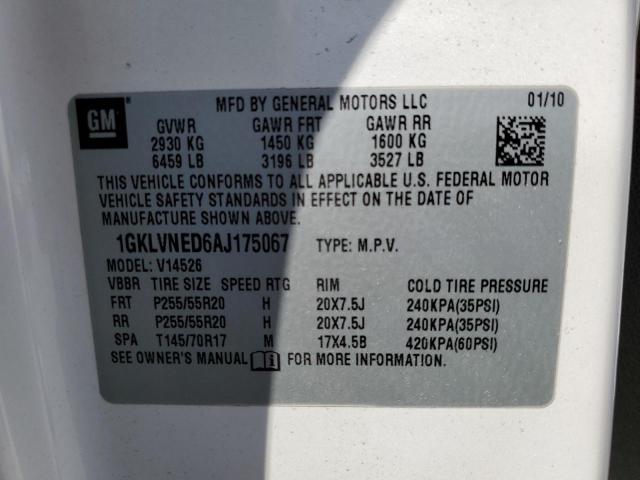 GM MFD BY GENERAL MOTORS LLC 01/10
GVWR GAWR FRT GAWR RR
2930 KG 1450 KG 1600 KG
6459 LB 3196 LB 3527 LB
THIS VEHICLE CONFORMS TO ALL APPLICABLE U.S. FEDERAL MOTOR
VEHICLE SAFETY STANDARDS IN EFFECT ON THE DATE OF
MANUFACTURE SHOWN ABOVE.
1GKLVNED6AJ175067 TYPE: M.P.V.
MODEL: V14526
VBBR TIRE SIZE SPEED RTG RIM COLD TIRE PRESSURE
FRT P255/55R20 H 20X7.5J 240KPA(35PSI)
RR P255/55R20 H 20X7.5J 240KPA(35PSI)
SPA T145/70R17 M 17X4.5B 420KPA(60PSI)
SEE OWNER'S MANUAL FOR MORE INFORMATION.